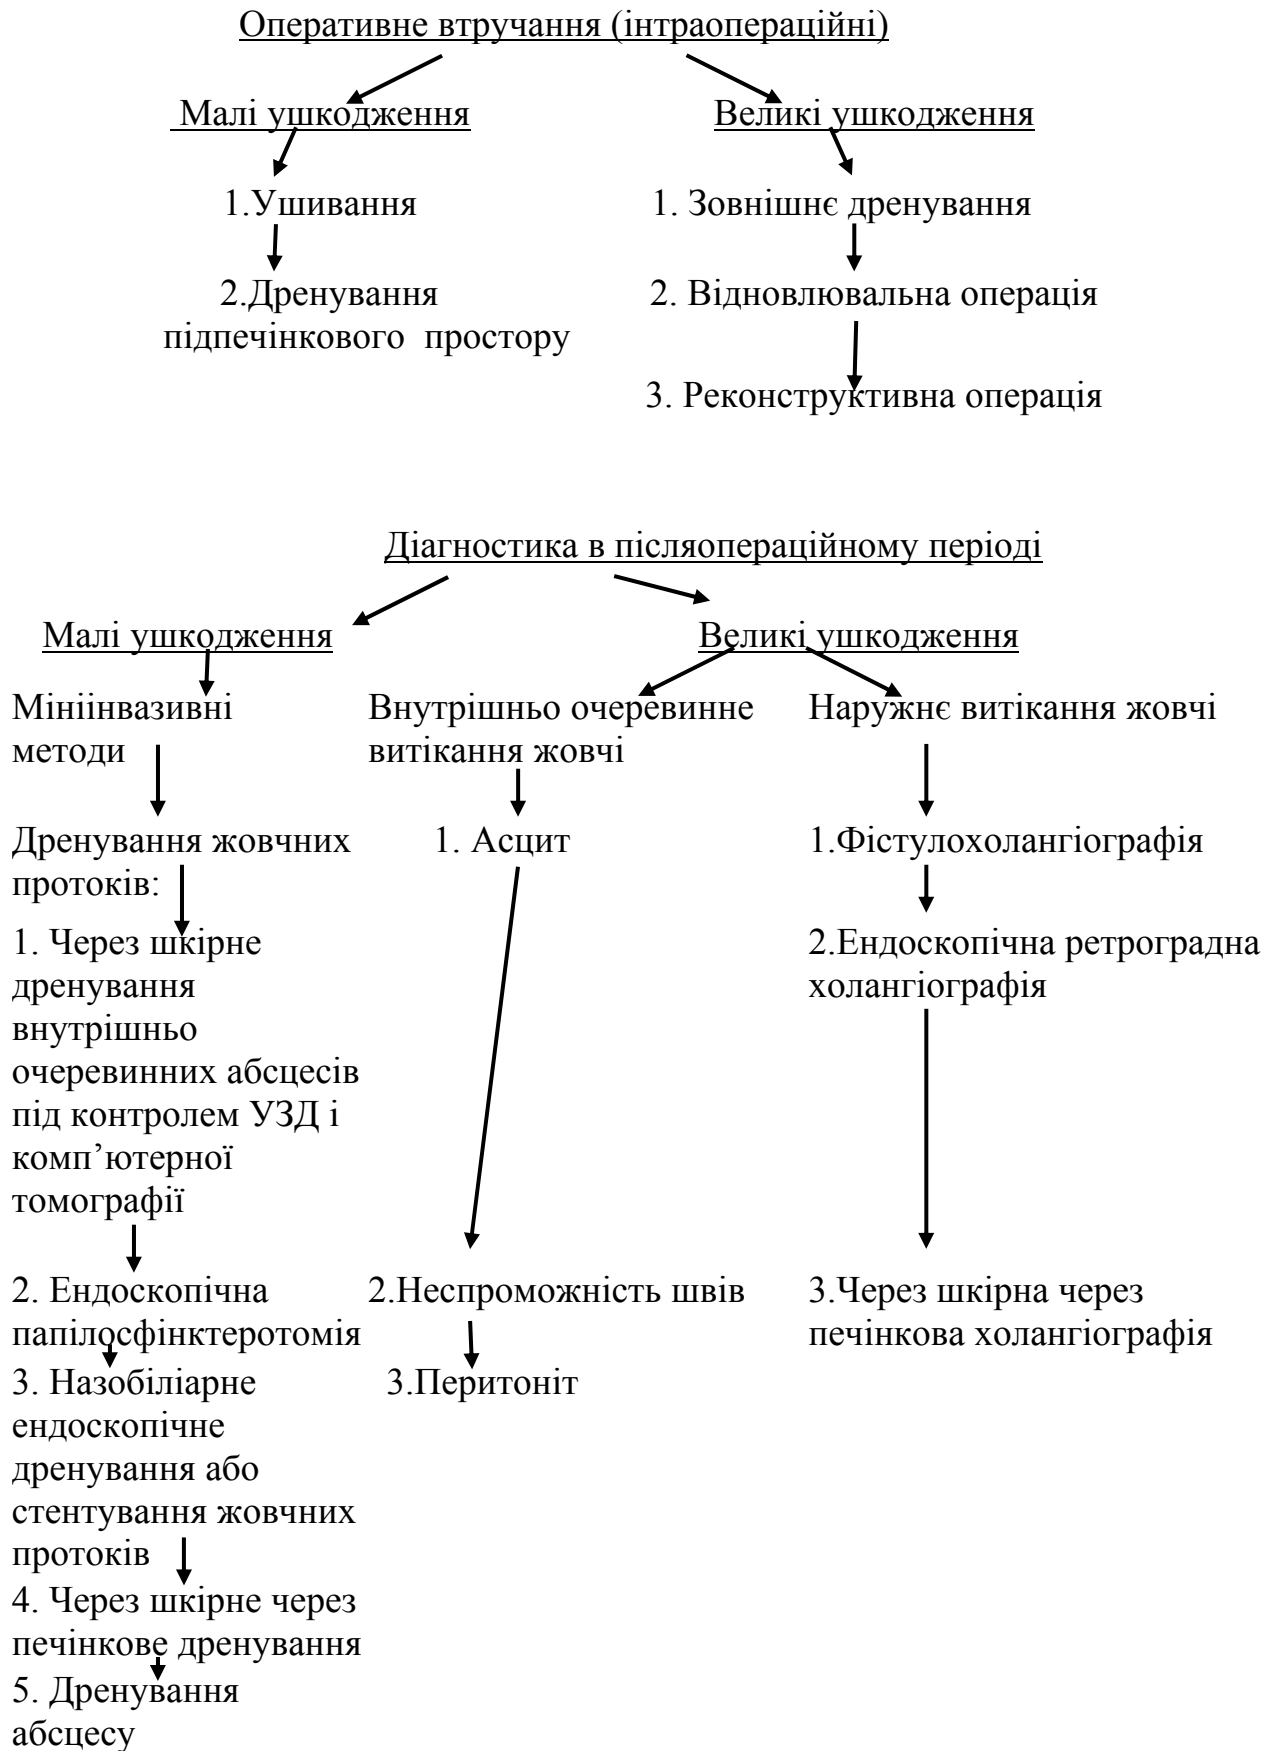 Оперативне втручання (інтраопераційні)
Малі ушкодження
Великі ушкодження
1.Ушивання
1. Зовнішнє дренування
2.Дренування
підпечінкового простору
2. Відновлювальна операція
3. Реконструктивна операція
Діагностика в післяопераційному періоді
Малі ушкодження
Великі ушкодження
Мініінвазивні
методи
Внутрішньо очеревинне
витікання жовчі
Наружнє витікання жовчі
Дренування жовчних
протоків:
1. Асцит
1.Фістулохолангіографія
1. Через шкірне
дренування
внутрішньо
очеревинних абсцесів
під контролем УЗД і
комп’ютерної
томографії
2.Ендоскопічна ретроградна
холангіографія
2. Ендоскопічна
папілосфінктеротомія
2.Неспроможність швів
3.Через шкірна через
печінкова холангіографія
3. Назобіліарне
ендоскопічне
дренування або
стентування жовчних
протоків
3.Перитоніт
4. Через шкірне через
печінкове дренування
5. Дренування
абсцесу